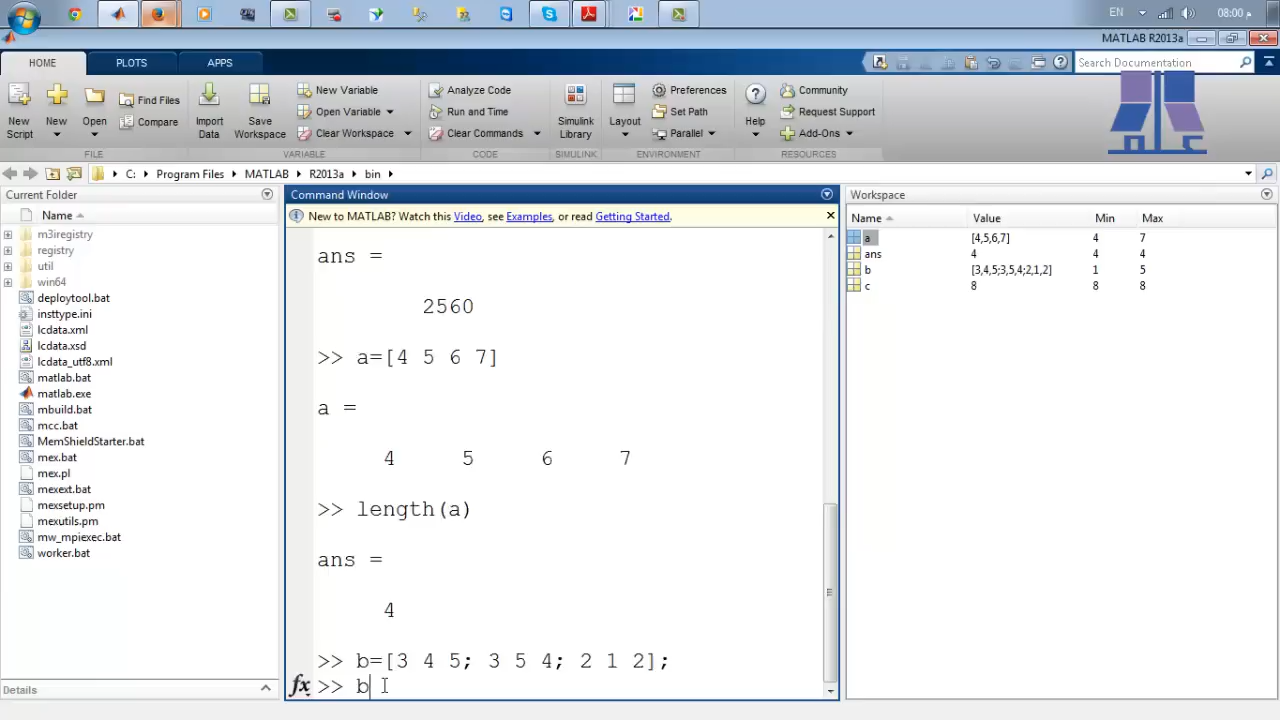 EN
08:00 م
MATLAB R2013a
HOME
PLOTS
APPS
Search Documentation
New Script
New
Open
Find Files
Compare
Import Data
Save Workspace
New Variable
Open Variable
Clear Workspace
Analyze Code
Run and Time
Clear Commands
Simulink Library
Layout
Preferences
Set Path
Parallel
Help
Community
Request Support
Add-Ons
FILE
VARIABLE
CODE
SIMULINK
ENVIRONMENT
RESOURCES
C: Program Files MATLAB R2013a bin
Current Folder
Name
m3iregistry
registry
util
win64
deploytool.bat
insttype.ini
lcdata.xml
lcdata.xsd
lcdata_utf8.xml
matlab.bat
matlab.exe
mbuild.bat
mcc.bat
MemShieldStarter.bat
mex.bat
mex.pl
mexext.bat
mexsetup.pm
mexutils.pm
mw_mpiexec.bat
worker.bat
Details
Command Window
New to MATLAB? Watch this Video, see Examples, or read Getting Started.
ans =
2560
>> a=[4 5 6 7]
a =
4 5 6 7
>> length(a)
ans =
4
>> b=[3 4 5; 3 5 4; 2 1 2];
fx >> b
Workspace
Name Value Min Max
a [4,5,6,7] 4 7
ans 4 4 4
b [3,4,5;3,5,4;2,1,2] 1 5
c 8 8 8